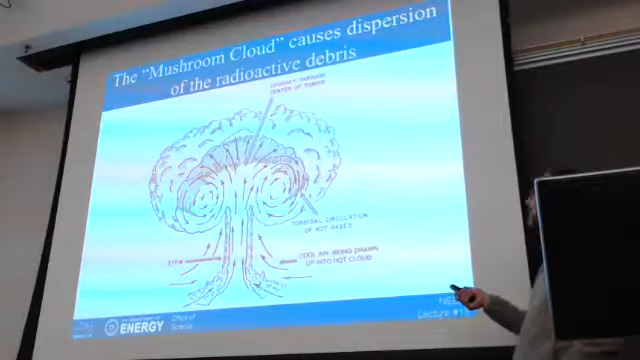 The "Mushroom Cloud" causes dispersion
of the radioactive debris
UPDRAFT THROUGH
CENTER OF TOROID
TOROIDAL CIRCULATION
OF HOT GASES
STEM
COOL AIR BEING DRAWN
UP INTO HOT CLOUD
ENERGY
Office of
Science
Lecture